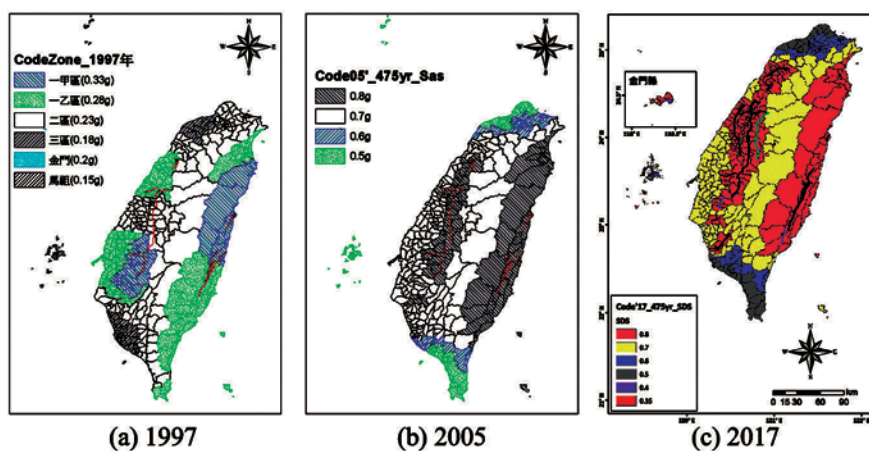 CodeZone_1997年
一甲區(0.33g)
一乙區(0.28g)
二區(0.23g)
三區(0.18g)
金門(0.2g)
馬祖(0.15g)
N
W
E
S
(a) 1997
Code05'_475yr_Sas
0.8g
0.7g
0.6g
0.5g
N
W
E
S
(b) 2005
金門縣
Code'17_475yr_SDS
SDS
0.8
0.7
0.6
0.5
0.4
0.35
N
W
E
S
km
0 15 30 60 90
(c) 2017